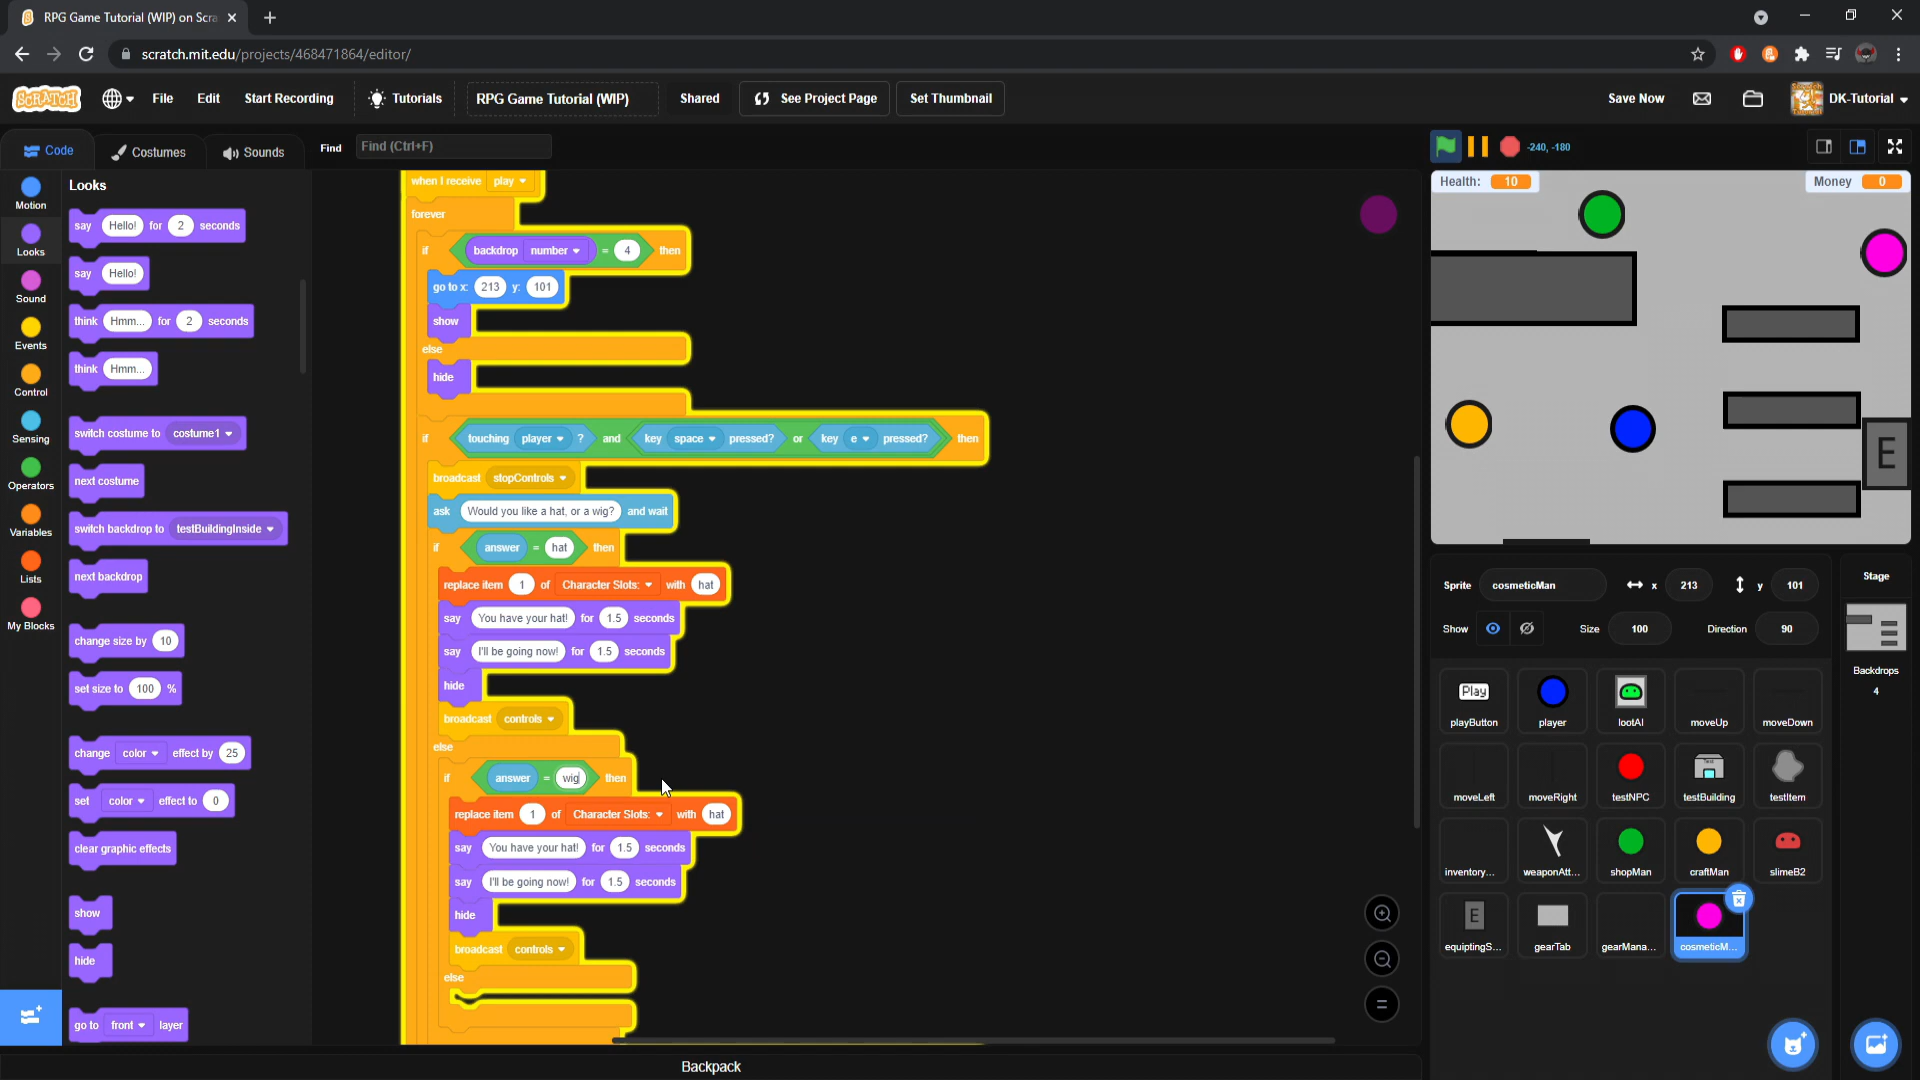 RPG Game Tutorial (WIP) on Scra
scratch.mit.edu/projects/468471864/editor/
SCRATCH File Edit Start Recording Tutorials RPG Game Tutorial (WIP) Shared See Project Page Set Thumbnail Save Now DK-Tutorial
Code Costumes Sounds Find Find (Ctrl+F) -240, -180
Motion
Looks
Sound
Events
Control
Sensing
Operators
Variables
Lists
My Blocks
Looks
say Hello! for 2 seconds
say Hello!
think Hmm... for 2 seconds
think Hmm...
switch costume to costume1
next costume
switch backdrop to testBuildingInside
next backdrop
change size by 10
set size to 100 %
change color effect by 25
set color effect to 0
clear graphic effects
show
hide
go to front layer
when I receive play
forever
if backdrop number = 4 then
go to x: 213 y: 101
show
else
hide
if touching player ? and key space pressed? or key e pressed? then
broadcast stopControls
ask Would you like a hat, or a wig? and wait
if answer = hat then
replace item 1 of Character Slots: with hat
say You have your hat! for 1.5 seconds
say I'll be going now! for 1.5 seconds
hide
broadcast controls
else
if answer = wig then
replace item 1 of Character Slots: with hat
say You have your hat! for 1.5 seconds
say I'll be going now! for 1.5 seconds
hide
broadcast controls
else
Backpack
Health: 10 Money 0
E
Sprite cosmeticMan x 213 y 101
Show Size 100 Direction 90
Play
playButton player lootAI moveUp moveDown
Test
moveLeft moveRight testNPC testBuilding testItem
inventory... weaponAtt... shopMan craftMan slimeB2
E
equiptingS... gearTab gearMana... cosmeticM...
Stage
Backdrops
4